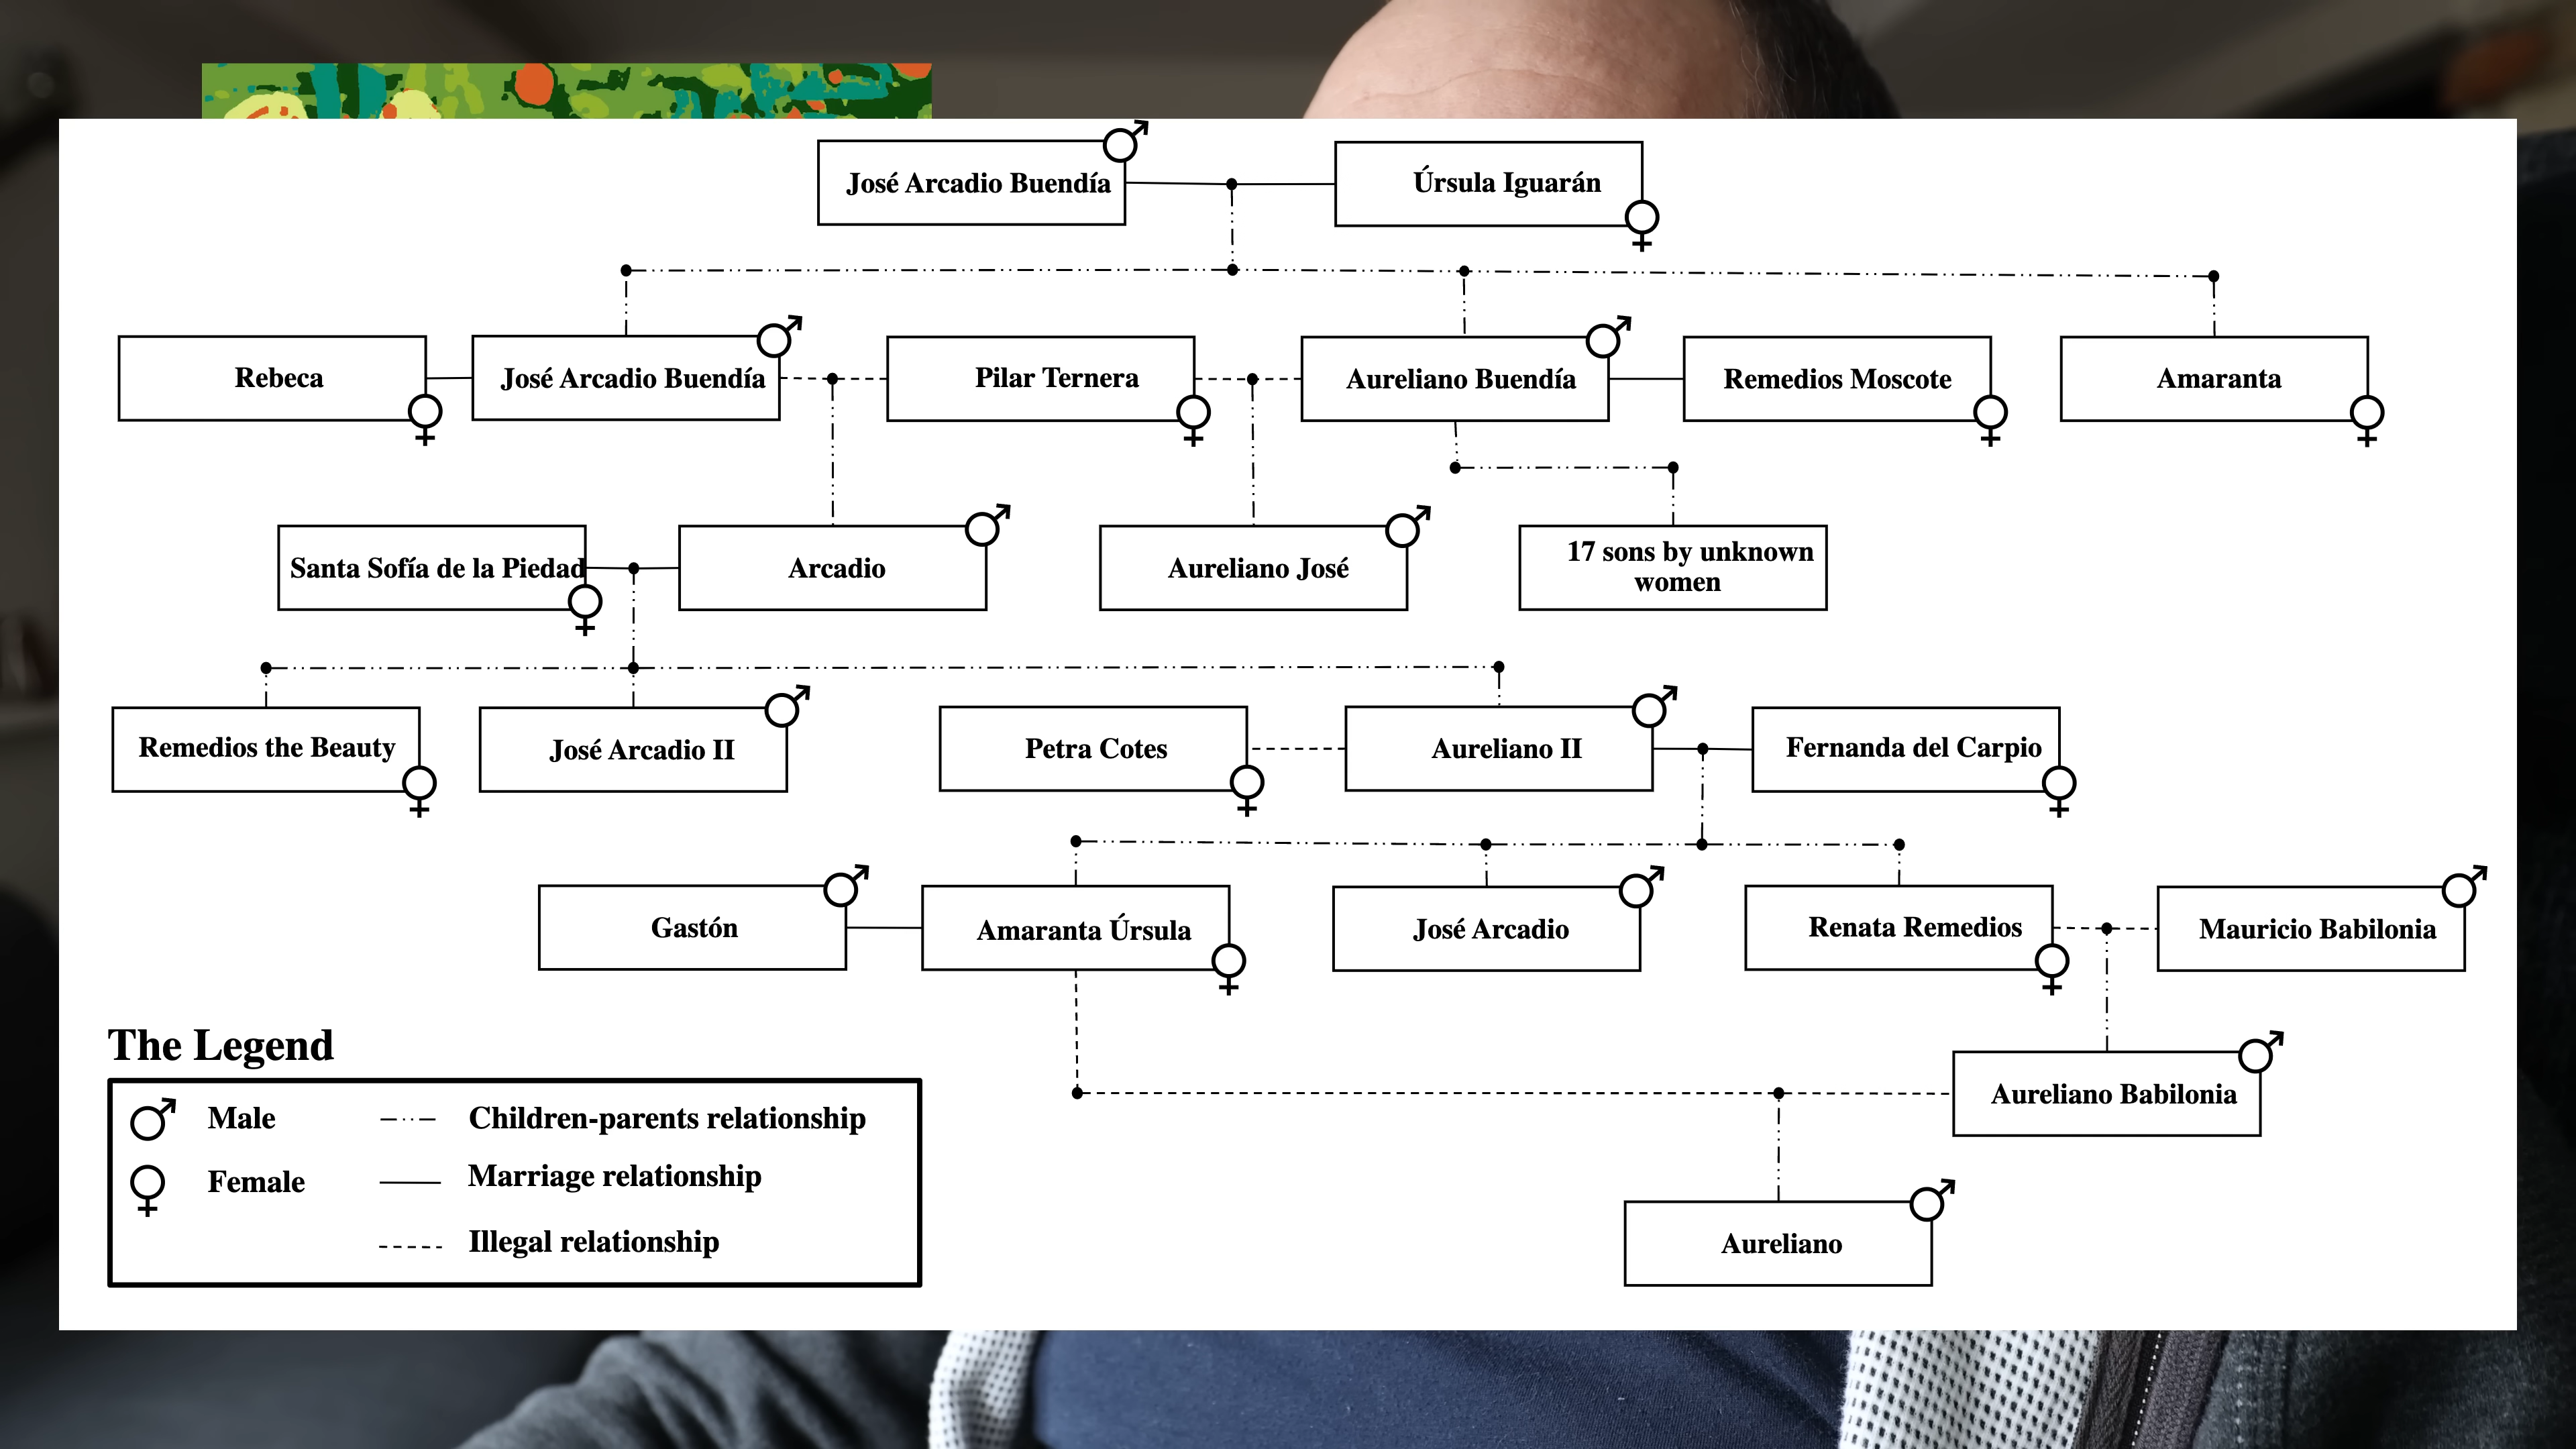 José Arcadio Buendía
Úrsula Iguarán
Rebeca
José Arcadio Buendía
Pilar Ternera
Aureliano Buendía
Remedios Moscote
Amaranta
Santa Sofía de la Piedad
Arcadio
Aureliano José
17 sons by unknown
women
Remedios the Beauty
José Arcadio II
Petra Cotes
Aureliano II
Fernanda del Carpio
Gastón
Amaranta Úrsula
José Arcadio
Renata Remedios
Mauricio Babilonia
Aureliano Babilonia
Aureliano
The Legend
Male
Children-parents relationship
Female
Marriage relationship
Illegal relationship